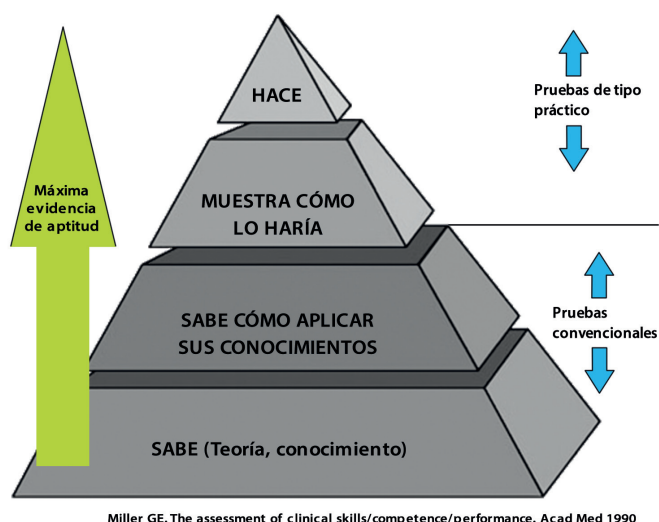 HACE
Pruebas de tipo
práctico
Máxima
evidencia
de aptitud
MUESTRA CÓMO
LO HARÍA
SABE CÓMO APLICAR
SUS CONOCIMIENTOS
Pruebas
convencionales
SABE (Teoría, conocimiento)
Miller GE. The assessment of clinical skills/competence/performance. Acad Med 1990